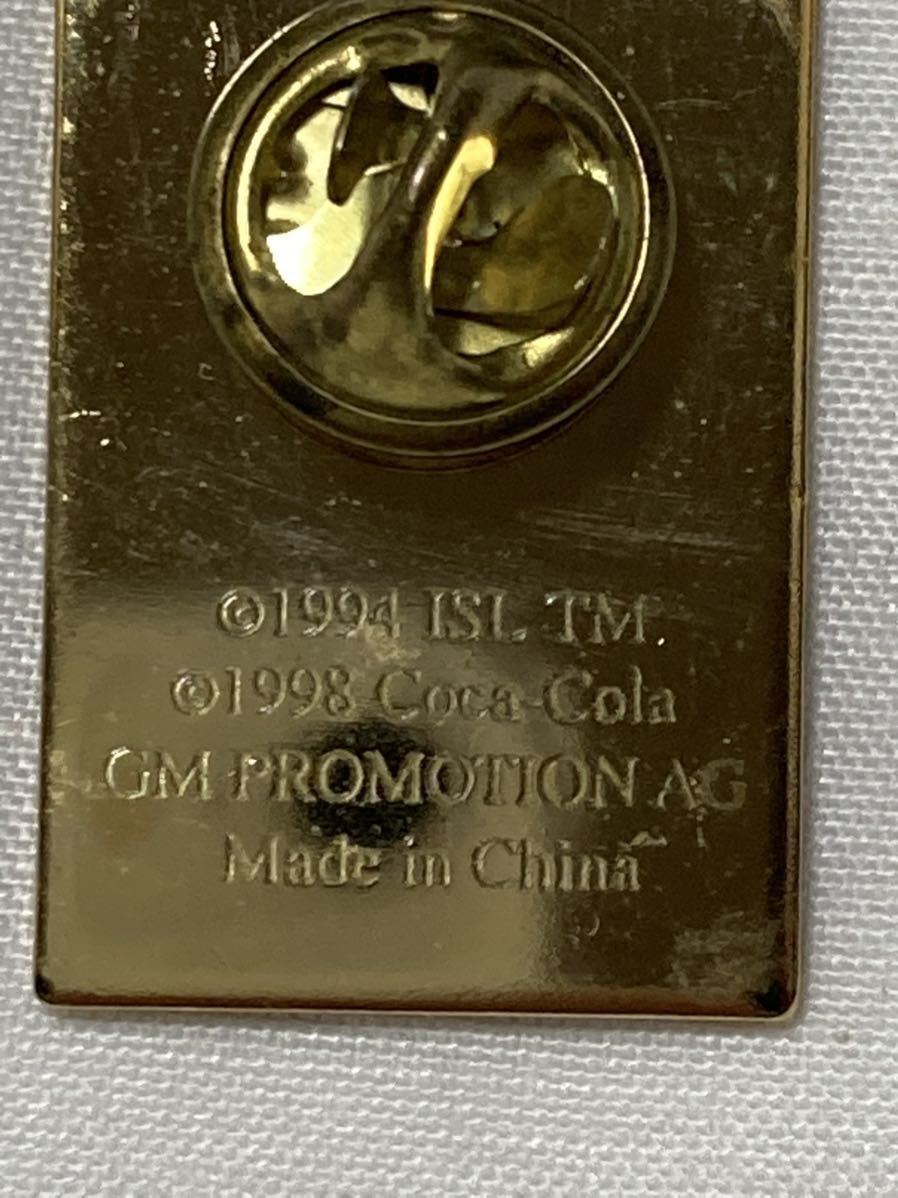 ©1994 ISL TM.
©1998 Coca-Cola
GM PROMOTION AG
Made in China